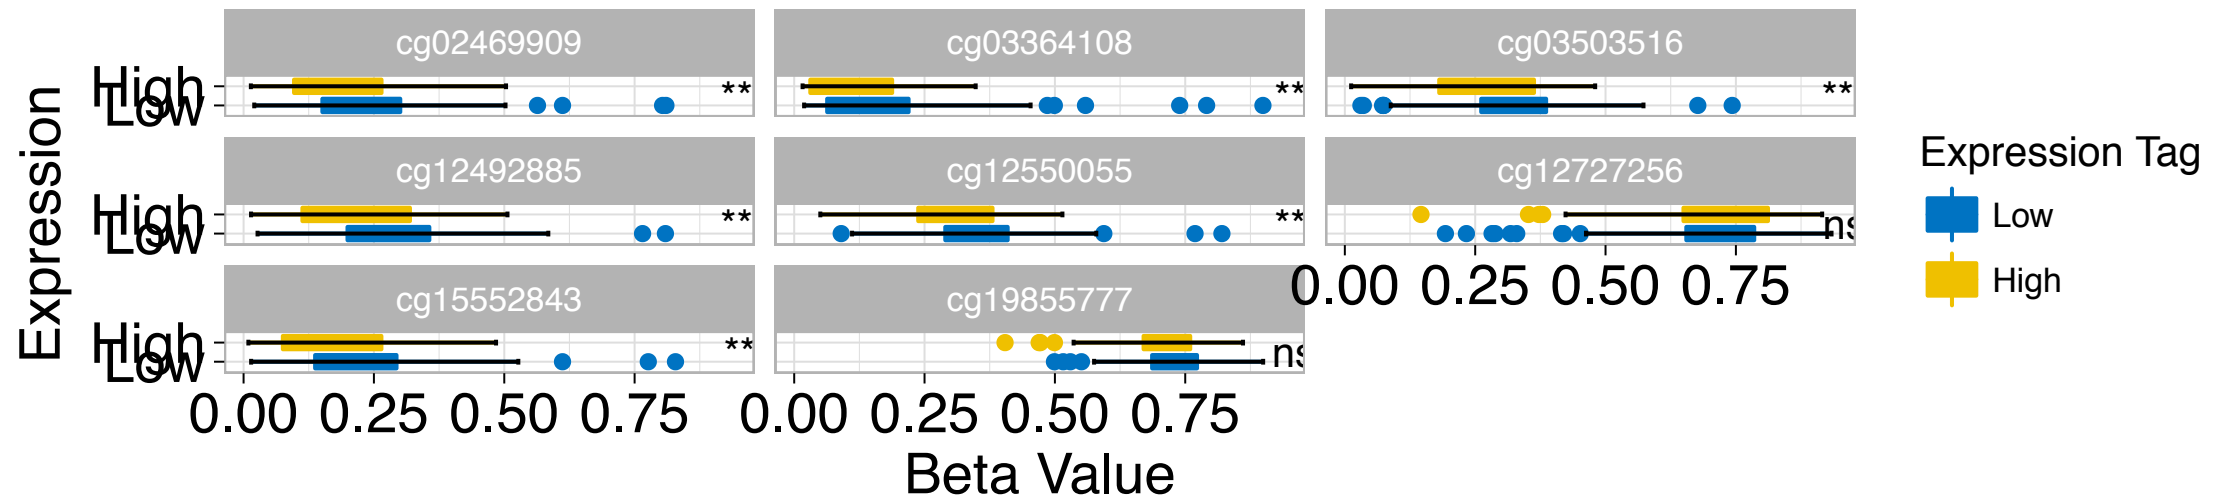 cg02469909 cg03364108 cg03503516
High ** ** **
Low
cg12492885 cg12550055 cg12727256
High ** ** ns
Low
0.00 0.25 0.50 0.75
cg15552843 cg19855777
High ** ns
Low
0.00 0.25 0.50 0.75 0.00 0.25 0.50 0.75
Beta Value
Expression
Expression Tag
Low
High